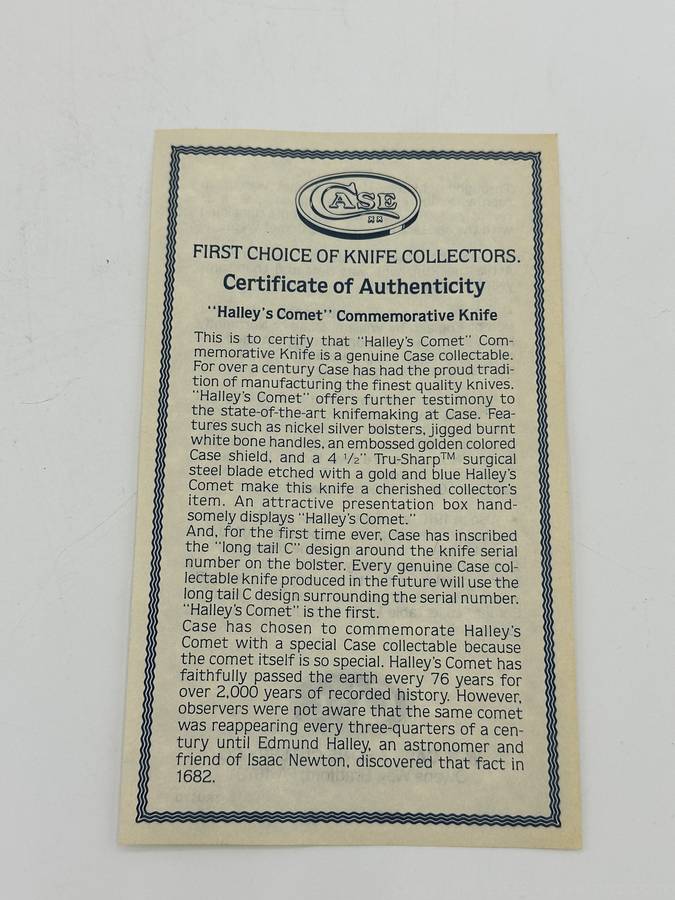 CASE
XX
FIRST CHOICE OF KNIFE COLLECTORS.
Certificate of Authenticity
"Halley's Comet" Commemorative Knife
This is to certify that "Halley's Comet" Com-
memorative Knife is a genuine Case collectable.
For over a century Case has had the proud tradi-
tion of manufacturing the finest quality knives.
"Halley's Comet" offers further testimony to
the state-of-the-art knifemaking at Case. Fea-
tures such as nickel silver bolsters, jigged burnt
white bone handles, an embossed golden colored
Case shield, and a 4 1/2" Tru-Sharp™ surgical
steel blade etched with a gold and blue Halley's
Comet make this knife a cherished collector's
item. An attractive presentation box hand-
somely displays "Halley's Comet."
And, for the first time ever, Case has inscribed
the "long tail C" design around the knife serial
number on the bolster. Every genuine Case col-
lectable knife produced in the future will use the
long tail C design surrounding the serial number.
"Halley's Comet" is the first.
Case has chosen to commemorate Halley's
Comet with a special Case collectable because
the comet itself is so special. Halley's Comet has
faithfully passed the earth every 76 years for
over 2,000 years of recorded history. However,
observers were not aware that the same comet
was reappearing every three-quarters of a cen-
tury until Edmund Halley, an astronomer and
friend of Isaac Newton, discovered that fact in
1682.